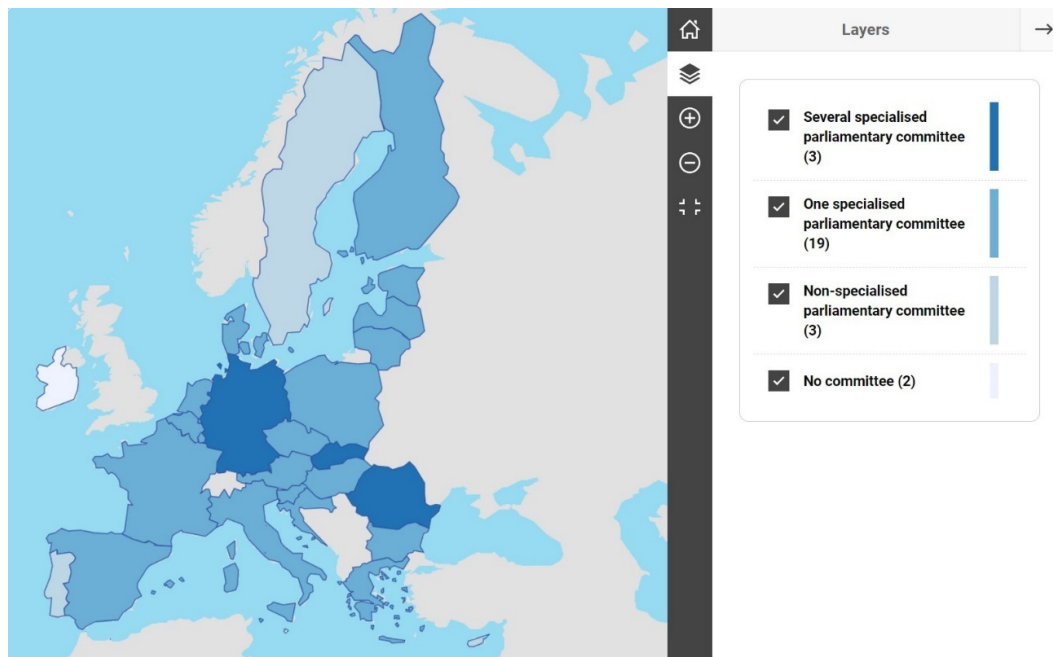 Layers
Several specialised
parliamentary committee
(3)
One specialised
parliamentary committee
(19)
Non-specialised
parliamentary committee
(3)
No committee (2)